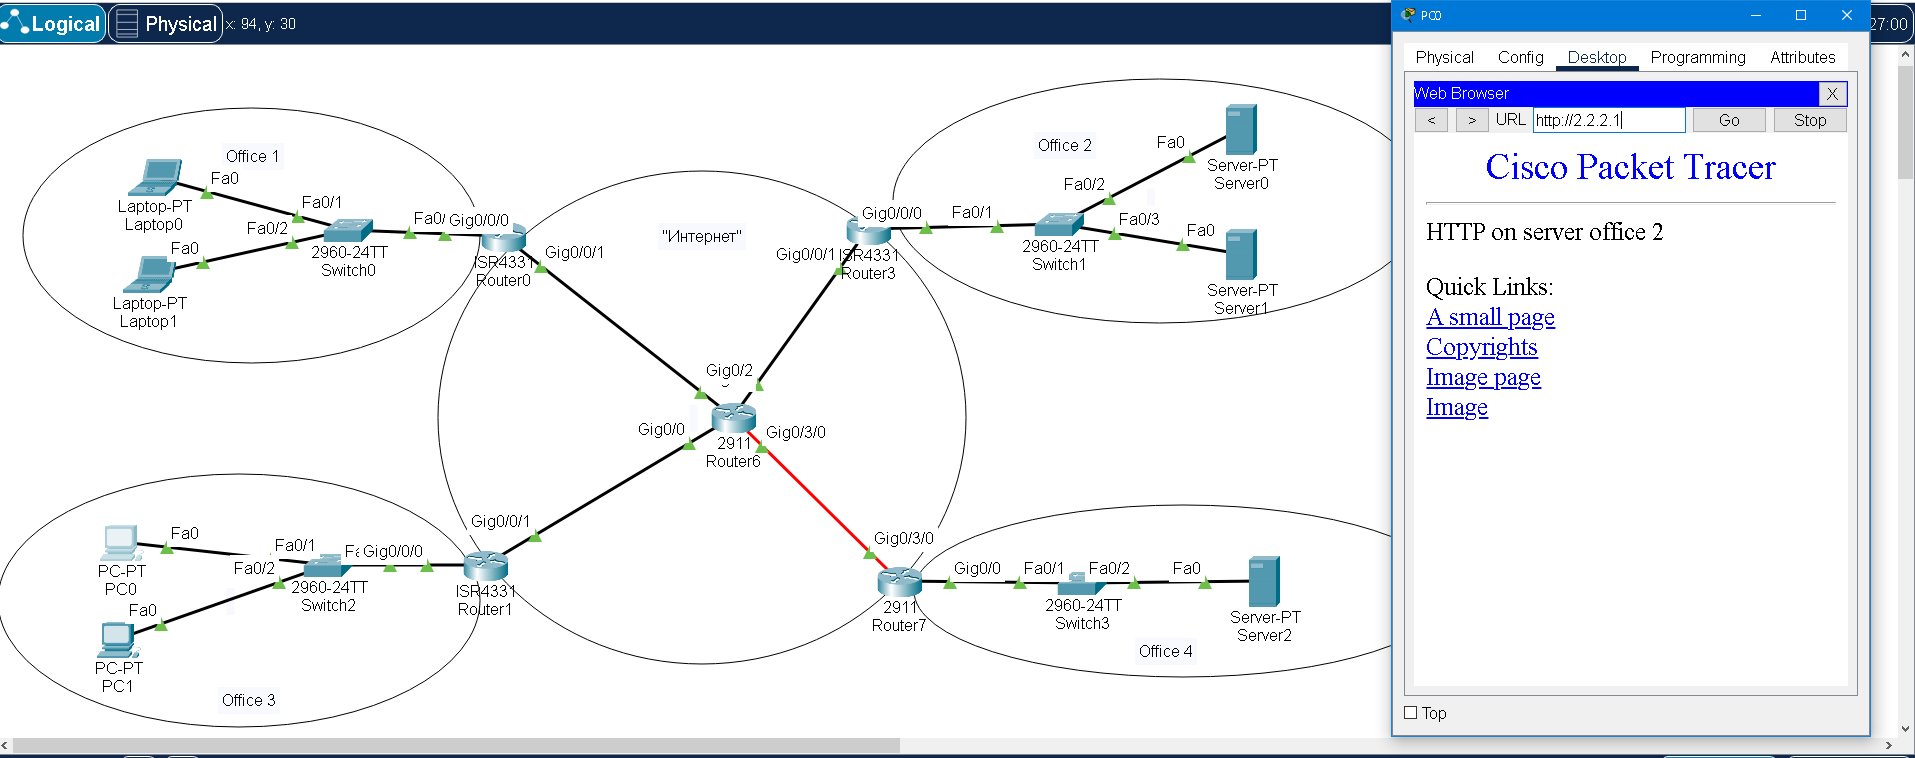 Logical
Physical
x: 94, y: 30
27:00
PC0
Physical Config Desktop Programming Attributes
Web Browser
X
< > URL http://2.2.2.1 Go Stop
Cisco Packet Tracer
HTTP on server office 2
Quick Links:
A small page
Copyrights
Image page
Image
Top
Office 1
Fa0
Laptop-PT
Laptop0
Fa0/1
Fa0/2
Fa0
Laptop-PT
Laptop1
2960-24TT
Switch0
Fa0/
Gig0/0/0
ISR4331
Router0
Gig0/0/1
"Интернет"
Office 2
Gig0/0/0
Gig0/0/1
ISR4331
Router3
Fa0/1
Fa0/2
Fa0/3
2960-24TT
Switch1
Fa0
Server-PT
Server0
Fa0
Server-PT
Server1
Gig0/2
Gig0/0
Gig0/3/0
2911
Router6
Gig0/0/1
Fa0
PC-PT
PC0
Fa0/1
Fa0/2
Gig0/0/0
2960-24TT
Switch2
ISR4331
Router1
Fa0
PC-PT
PC1
Office 3
Gig0/3/0
2911
Router7
Gig0/0
Fa0/1
Fa0/2
Fa0
2960-24TT
Switch3
Server-PT
Server2
Office 4